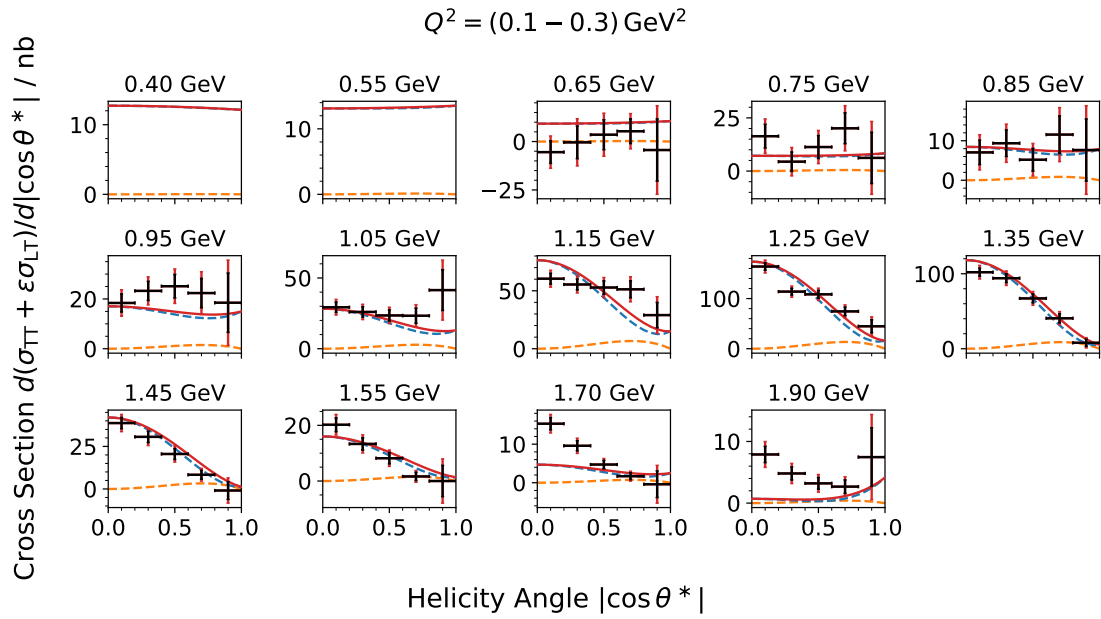 Q² = (0.1 − 0.3) GeV²
Cross Section d(σ_TT + εσ_LT)/d|cos θ*| / nb
0.40 GeV 0.55 GeV 0.65 GeV 0.75 GeV 0.85 GeV
10 10 0 25 10
0 0 −25 0 0
0.95 GeV 1.05 GeV 1.15 GeV 1.25 GeV 1.35 GeV
50 100
20 50 100
0 0 0 0 0
1.45 GeV 1.55 GeV 1.70 GeV 1.90 GeV
25 20 10 10
0 0 0 0
0.0 0.5 1.0 0.0 0.5 1.0 0.0 0.5 1.0 0.0 0.5 1.0
Helicity Angle |cos θ*|